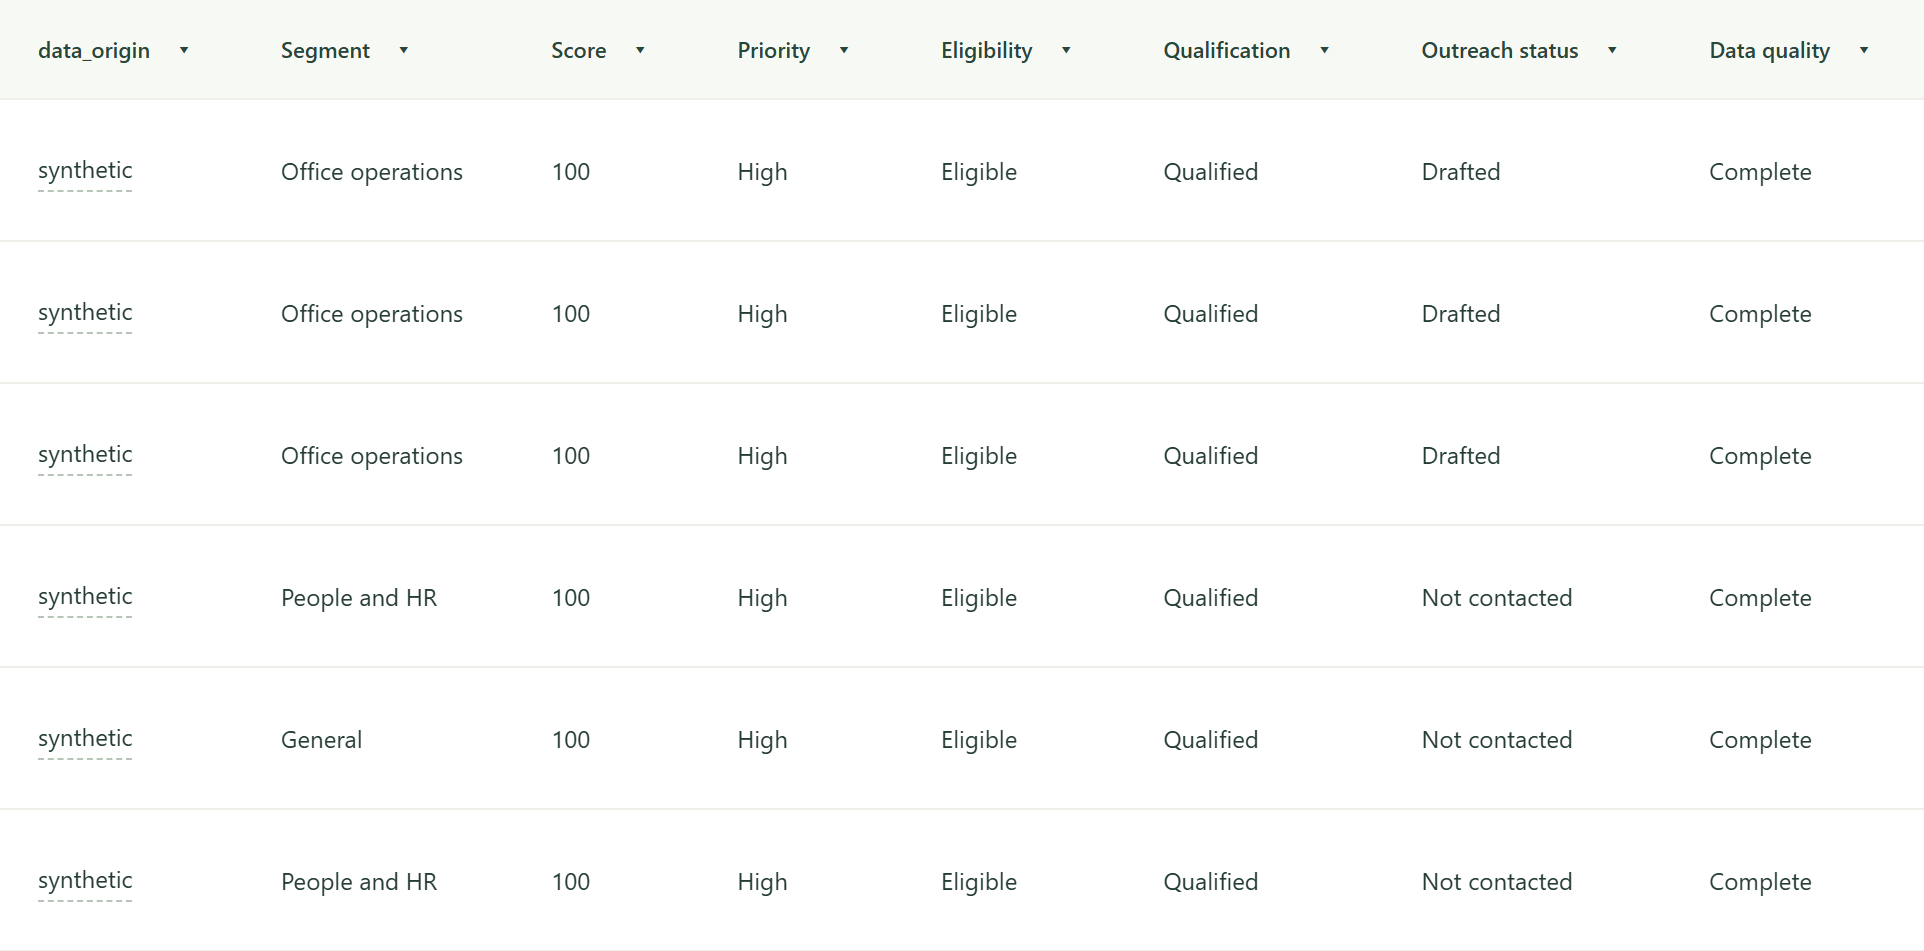 data_origin ▼ Segment ▼ Score ▼ Priority ▼ Eligibility ▼ Qualification ▼ Outreach status ▼ Data quality ▼
synthetic Office operations 100 High Eligible Qualified Drafted Complete
synthetic Office operations 100 High Eligible Qualified Drafted Complete
synthetic Office operations 100 High Eligible Qualified Drafted Complete
synthetic People and HR 100 High Eligible Qualified Not contacted Complete
synthetic General 100 High Eligible Qualified Not contacted Complete
synthetic People and HR 100 High Eligible Qualified Not contacted Complete